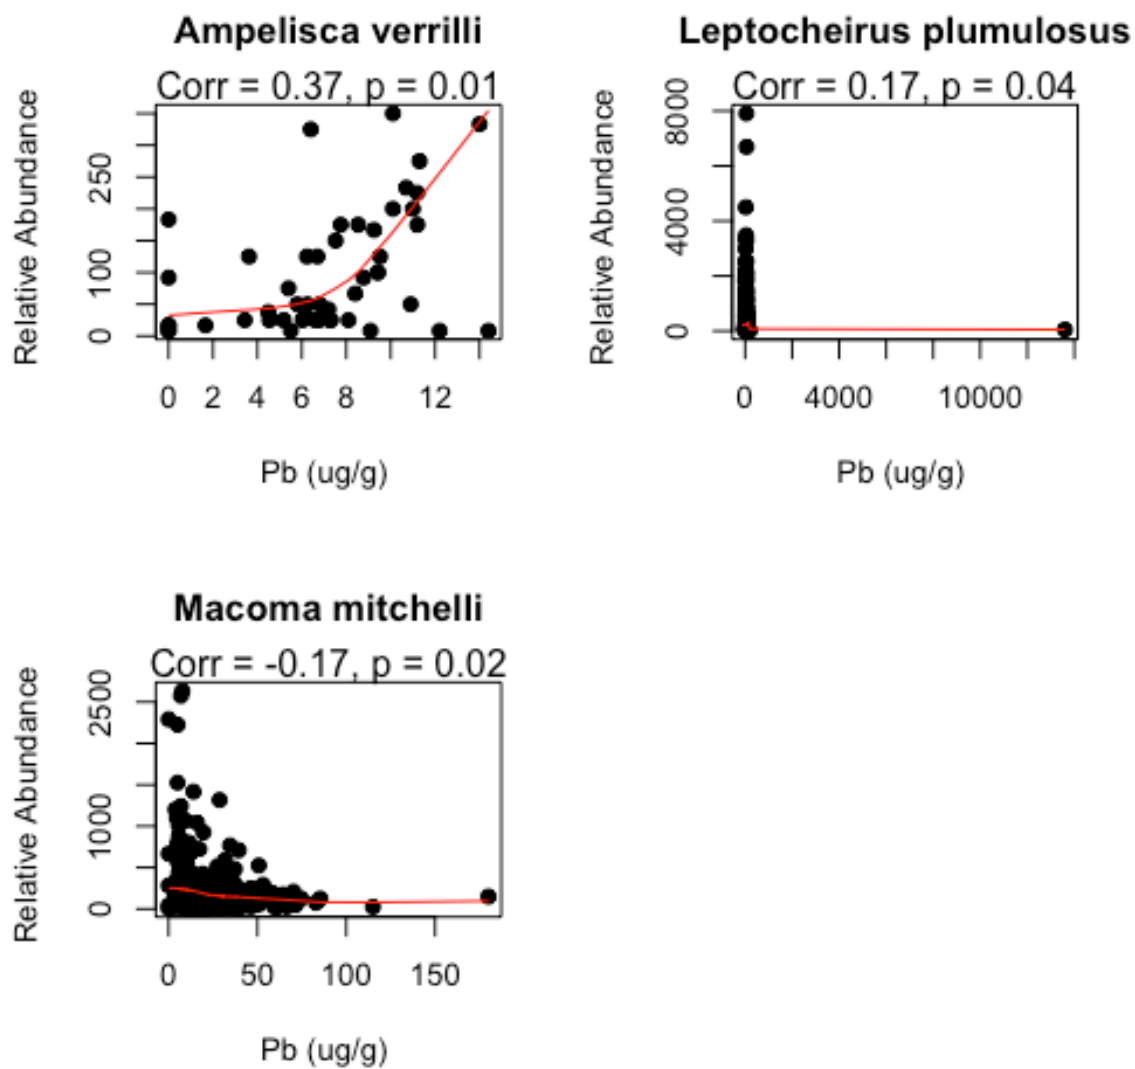 Ampelisca verrilli
Corr = 0.37, p = 0.01
Relative Abundance
250
100
0
0 2 4 6 8 12
Pb (ug/g)
Leptocheirus plumulosus
Corr = 0.17, p = 0.04
Relative Abundance
8000
4000
0
0 4000 10000
Pb (ug/g)
Macoma mitchelli
Corr = -0.17, p = 0.02
Relative Abundance
2500
1000
0
0 50 100 150
Pb (ug/g)